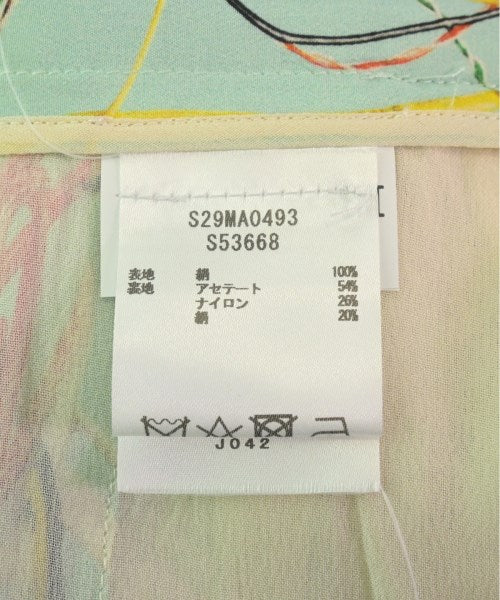 S29MA0493
S53668
表地 絹 100%
裏地 アセテート 54%
ナイロン 26%
絹 20%
J042